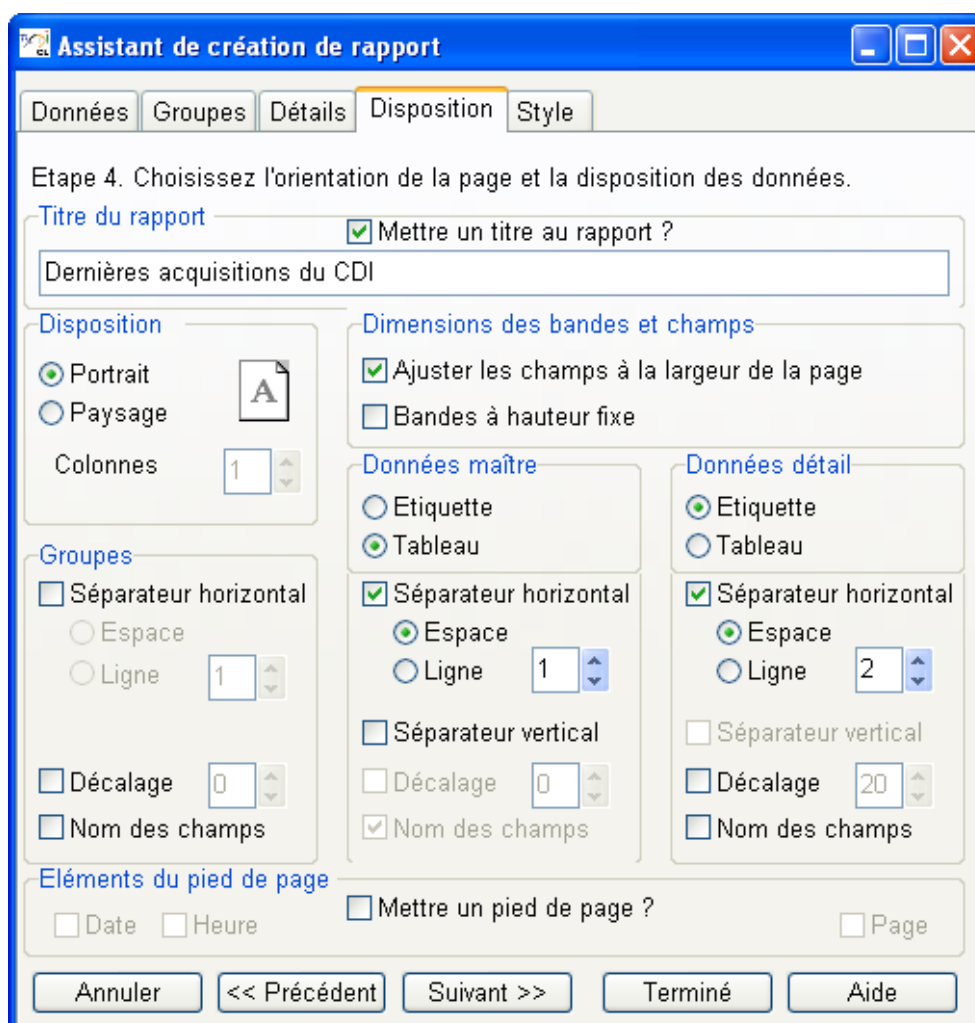 Assistant de création de rapport
Données Groupes Détails Disposition Style
Etape 4. Choisissez l'orientation de la page et la disposition des données.
Titre du rapport
Mettre un titre au rapport ?
Dernières acquisitions du CDI
Disposition
Portrait
A
Paysage
Colonnes 1
Dimensions des bandes et champs
Ajuster les champs à la largeur de la page
Bandes à hauteur fixe
Données maître
Etiquette
Tableau
Données détail
Etiquette
Tableau
Groupes
Séparateur horizontal
Espace
Ligne 1
Décalage 0
Nom des champs
Séparateur horizontal
Espace
Ligne 1
Séparateur vertical
Décalage 0
Nom des champs
Séparateur horizontal
Espace
Ligne 2
Séparateur vertical
Décalage 20
Nom des champs
Eléments du pied de page
Mettre un pied de page ?
Date Heure Page
Annuler << Précédent Suivant >> Terminé Aide